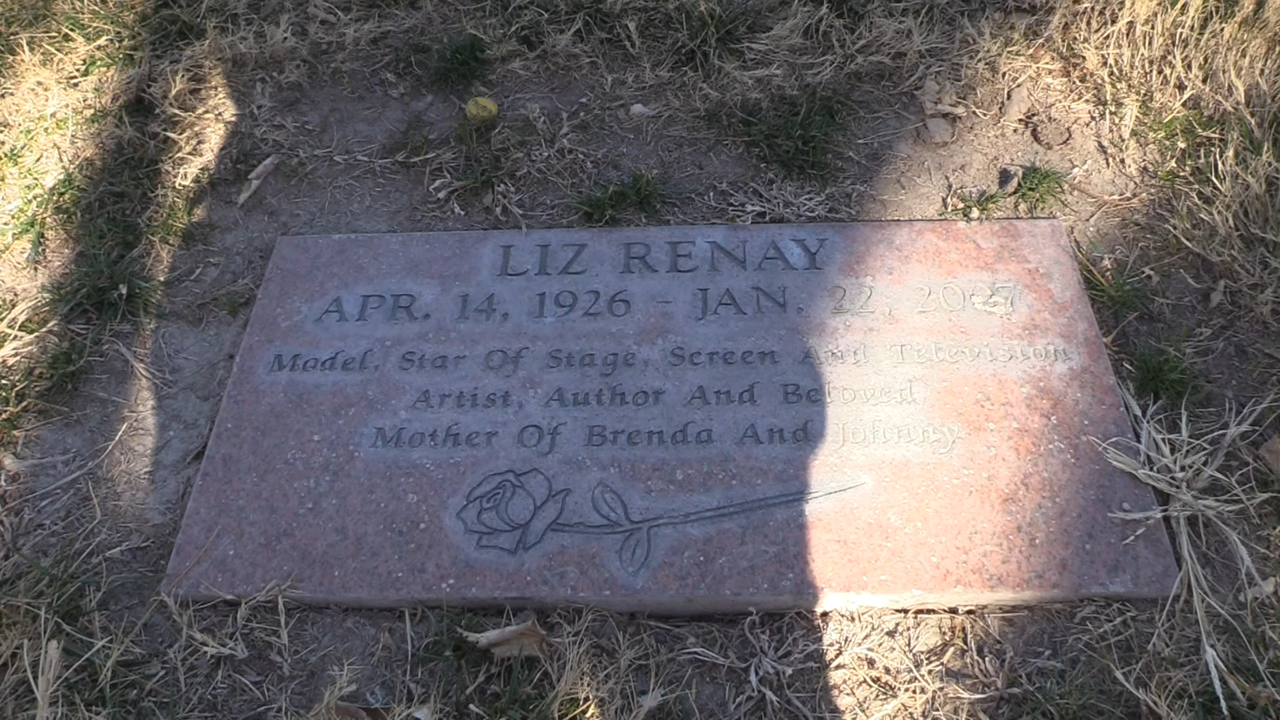 LIZ RENAY
APR. 14, 1926 - JAN. 22, 2007
Model, Star Of Stage, Screen And Television
Artist, Author And Beloved
Mother Of Brenda And Johnny